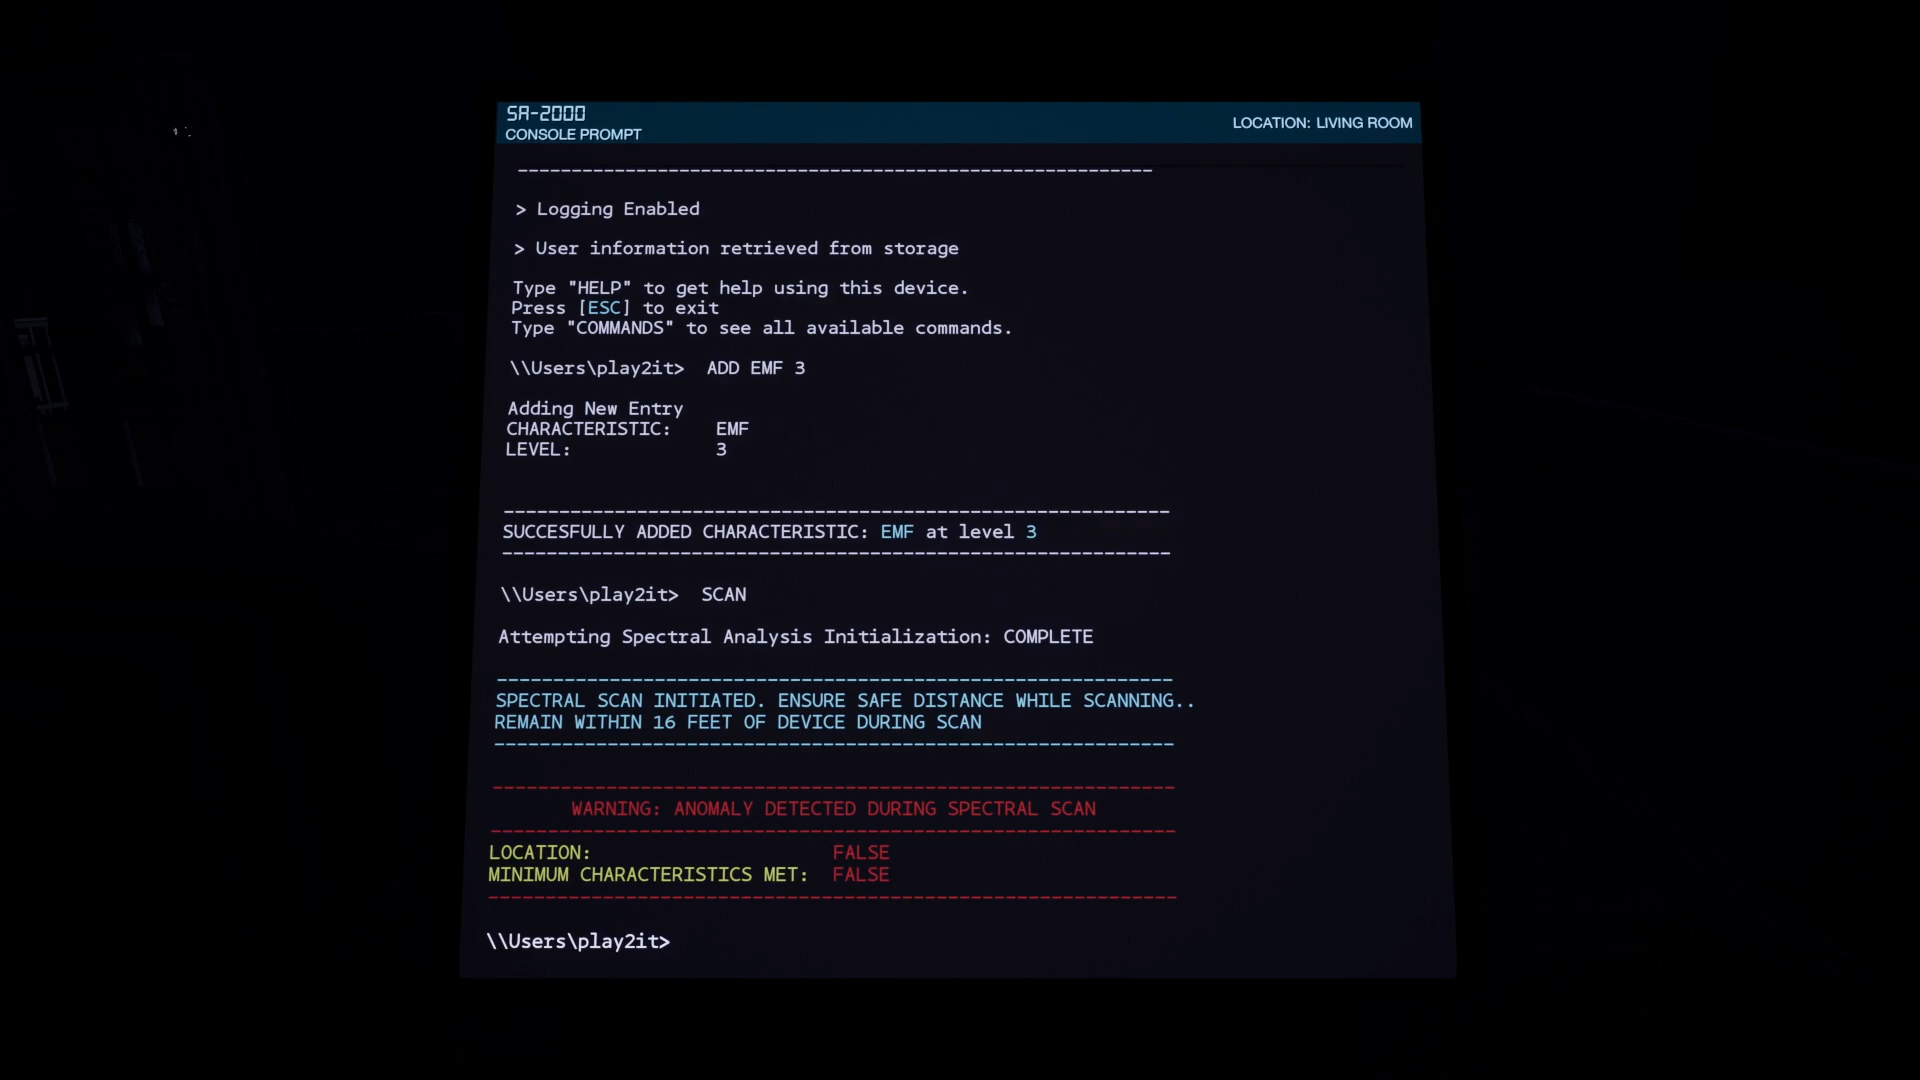 SA-2000
CONSOLE PROMPT
LOCATION: LIVING ROOM
-----------------------------------------------------------
> Logging Enabled
> User information retrieved from storage
Type "HELP" to get help using this device.
Press [ESC] to exit
Type "COMMANDS" to see all available commands.
\\Users\play2it> ADD EMF 3
Adding New Entry
CHARACTERISTIC: EMF
LEVEL: 3
------------------------------------------------------------
SUCCESFULLY ADDED CHARACTERISTIC: EMF at level 3
------------------------------------------------------------
\\Users\play2it> SCAN
Attempting Spectral Analysis Initialization: COMPLETE
------------------------------------------------------------
SPECTRAL SCAN INITIATED. ENSURE SAFE DISTANCE WHILE SCANNING..
REMAIN WITHIN 16 FEET OF DEVICE DURING SCAN
------------------------------------------------------------
------------------------------------------------------------
WARNING: ANOMALY DETECTED DURING SPECTRAL SCAN
------------------------------------------------------------
LOCATION: FALSE
MINIMUM CHARACTERISTICS MET: FALSE
------------------------------------------------------------
\\Users\play2it>